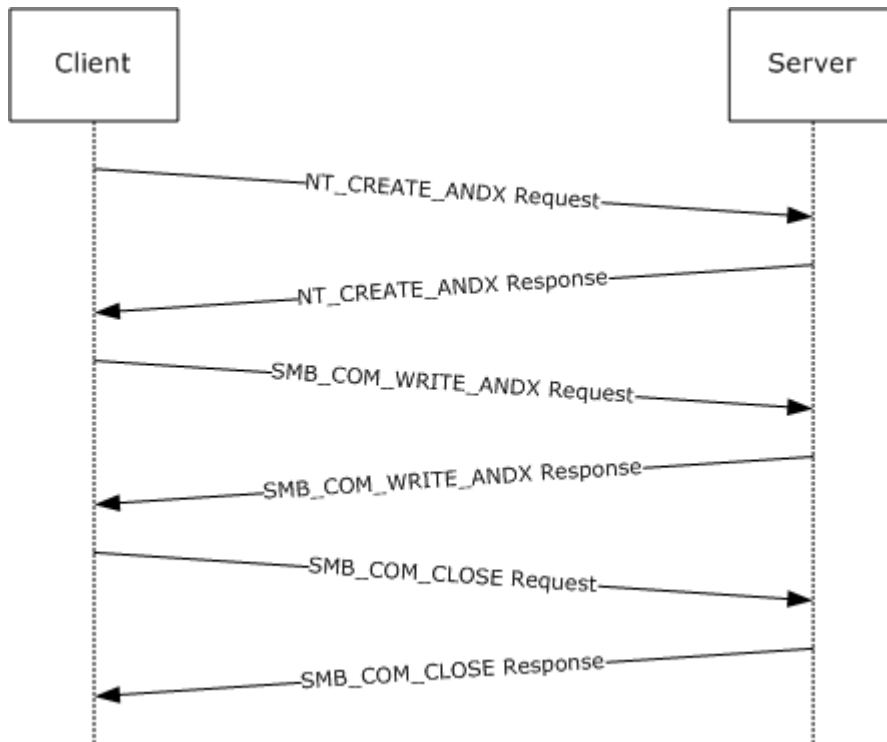 Client
Server
NT_CREATE_ANDX Request
NT_CREATE_ANDX Response
SMB_COM_WRITE_ANDX Request
SMB_COM_WRITE_ANDX Response
SMB_COM_CLOSE Request
SMB_COM_CLOSE Response